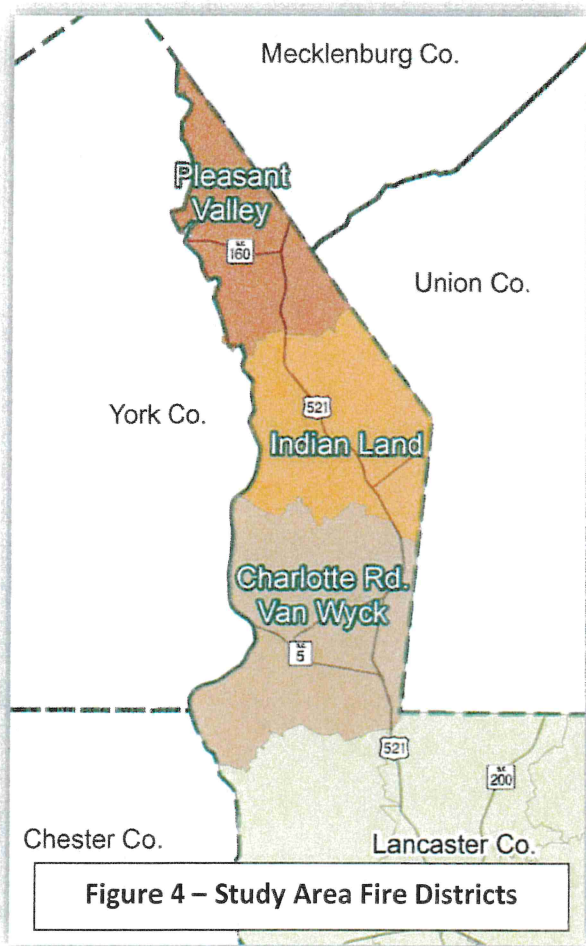 Mecklenburg Co.
Pleasant
Valley
S.C.
160
Union Co.
York Co.
521
Indian Land
Charlotte Rd.
Van Wyck
S.C.
5
521
S.C.
200
Chester Co.
Lancaster Co.
Figure 4 – Study Area Fire Districts